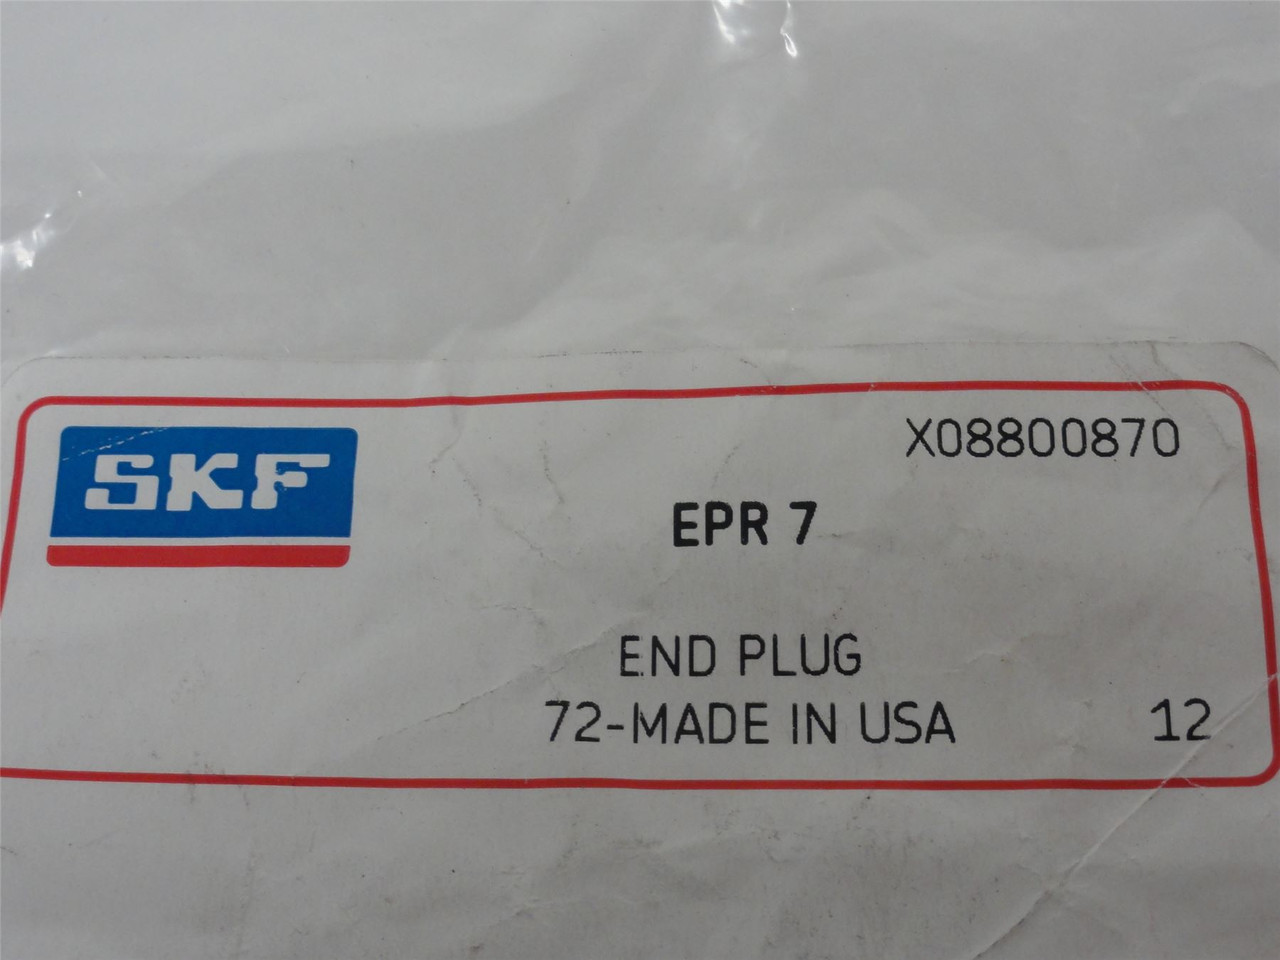 SKF
X08800870
EPR 7
END PLUG
72-MADE IN USA 12